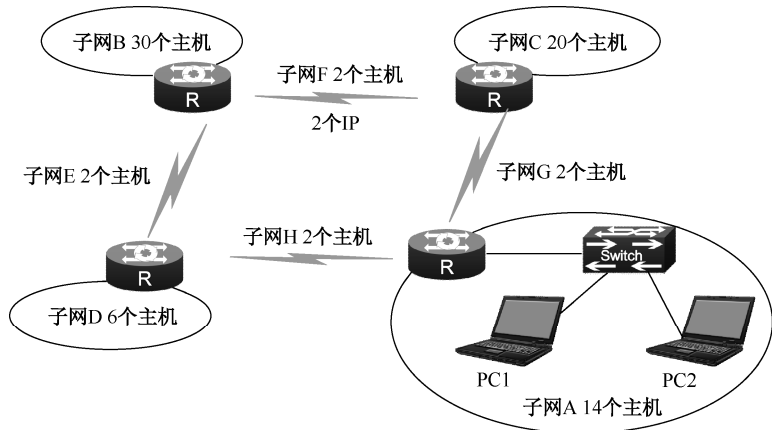 子网B 30个主机
子网C 20个主机
子网F 2个主机
R
R
2个IP
子网E 2个主机
子网G 2个主机
子网H 2个主机
R
R
Switch
子网D 6个主机
PC1
PC2
子网A 14个主机